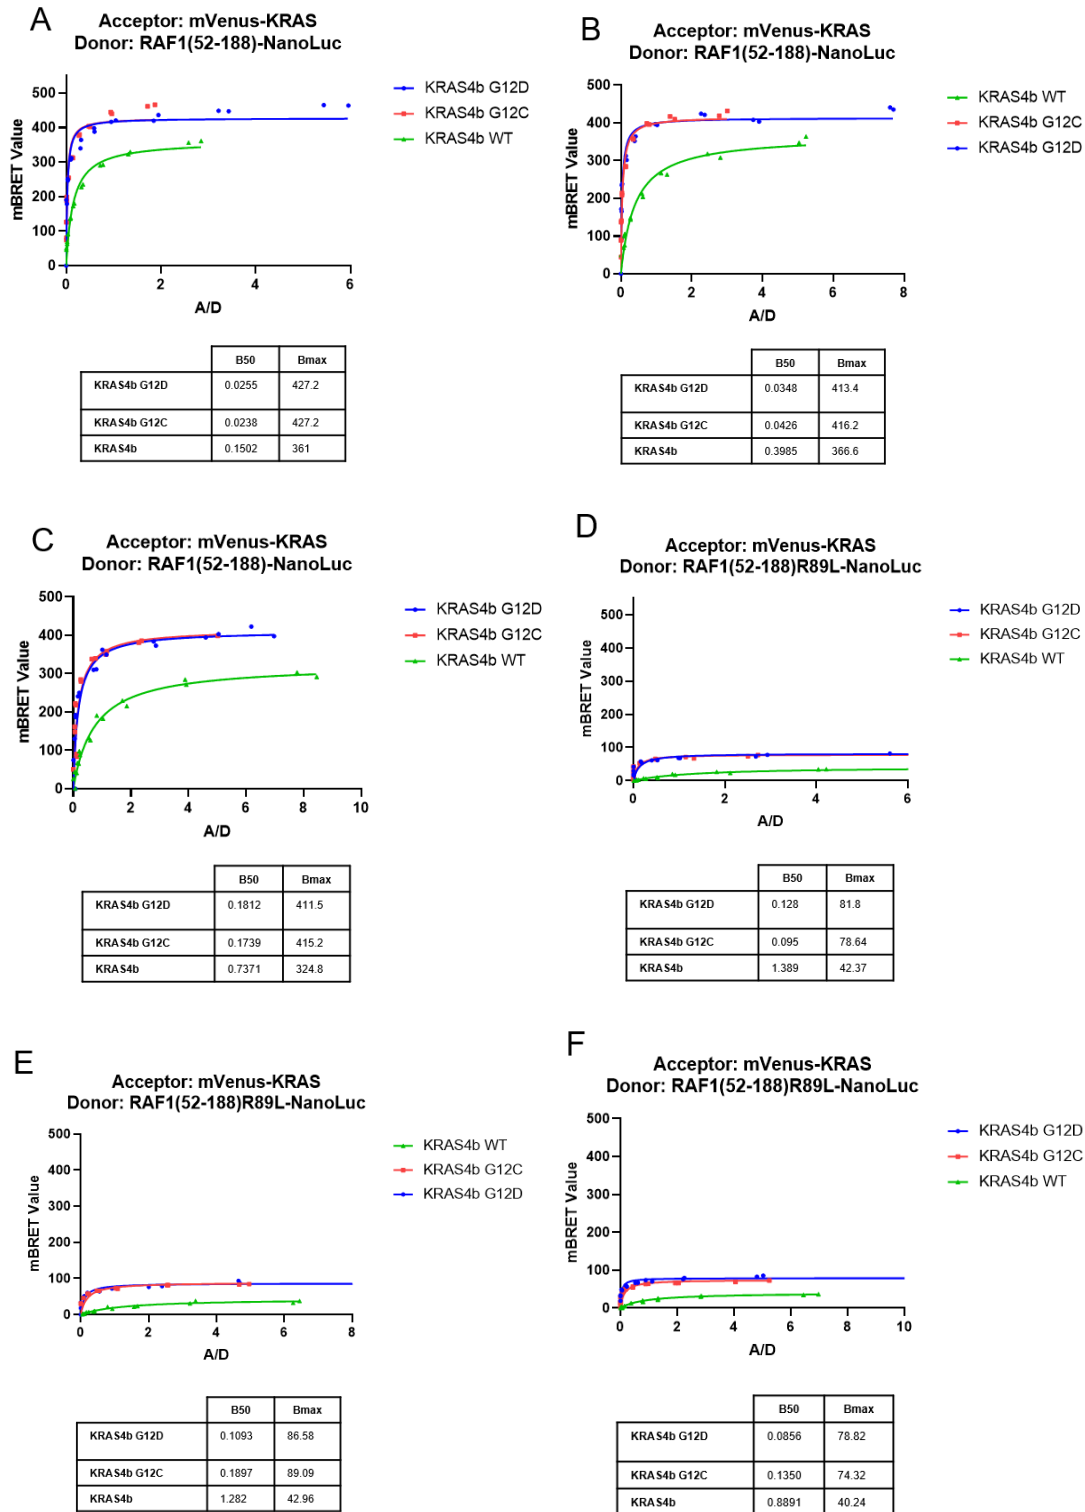 A
Acceptor: mVenus-KRAS
Donor: RAF1(52-188)-NanoLuc
mBRET Value
500
400
300
200
100
0
0
2
4
6
A/D
KRAS4b G12D
KRAS4b G12C
KRAS4b WT
B50 Bmax
KRAS4b G12D 0.0255 427.2
KRAS4b G12C 0.0238 427.2
KRAS4b 0.1502 361
B
Acceptor: mVenus-KRAS
Donor: RAF1(52-188)-NanoLuc
mBRET Value
500
400
300
200
100
0
0
2
4
6
8
A/D
KRAS4b WT
KRAS4b G12C
KRAS4b G12D
B50 Bmax
KRAS4b G12D 0.0348 413.4
KRAS4b G12C 0.0426 416.2
KRAS4b 0.3985 366.6
C
Acceptor: mVenus-KRAS
Donor: RAF1(52-188)-NanoLuc
mBRET Value
500
400
300
200
100
0
0
2
4
6
8
10
A/D
KRAS4b G12D
KRAS4b G12C
KRAS4b WT
B50 Bmax
KRAS4b G12D 0.1812 411.5
KRAS4b G12C 0.1739 415.2
KRAS4b 0.7371 324.8
D
Acceptor: mVenus-KRAS
Donor: RAF1(52-188)R89L-NanoLuc
mBRET Value
500
400
300
200
100
0
0
2
4
6
A/D
KRAS4b G12D
KRAS4b G12C
KRAS4b WT
B50 Bmax
KRAS4b G12D 0.128 81.8
KRAS4b G12C 0.095 78.64
KRAS4b 1.389 42.37
E
Acceptor: mVenus-KRAS
Donor: RAF1(52-188)R89L-NanoLuc
mBRET Value
500
400
300
200
100
0
0
2
4
6
8
A/D
KRAS4b WT
KRAS4b G12C
KRAS4b G12D
B50 Bmax
KRAS4b G12D 0.1093 86.58
KRAS4b G12C 0.1897 89.09
KRAS4b 1.282 42.96
F
Acceptor: mVenus-KRAS
Donor: RAF1(52-188)R89L-NanoLuc
mBRET Value
500
400
300
200
100
0
0
2
4
6
8
10
A/D
KRAS4b G12D
KRAS4b G12C
KRAS4b WT
B50 Bmax
KRAS4b G12D 0.0856 78.82
KRAS4b G12C 0.1350 74.32
KRAS4b 0.8891 40.24